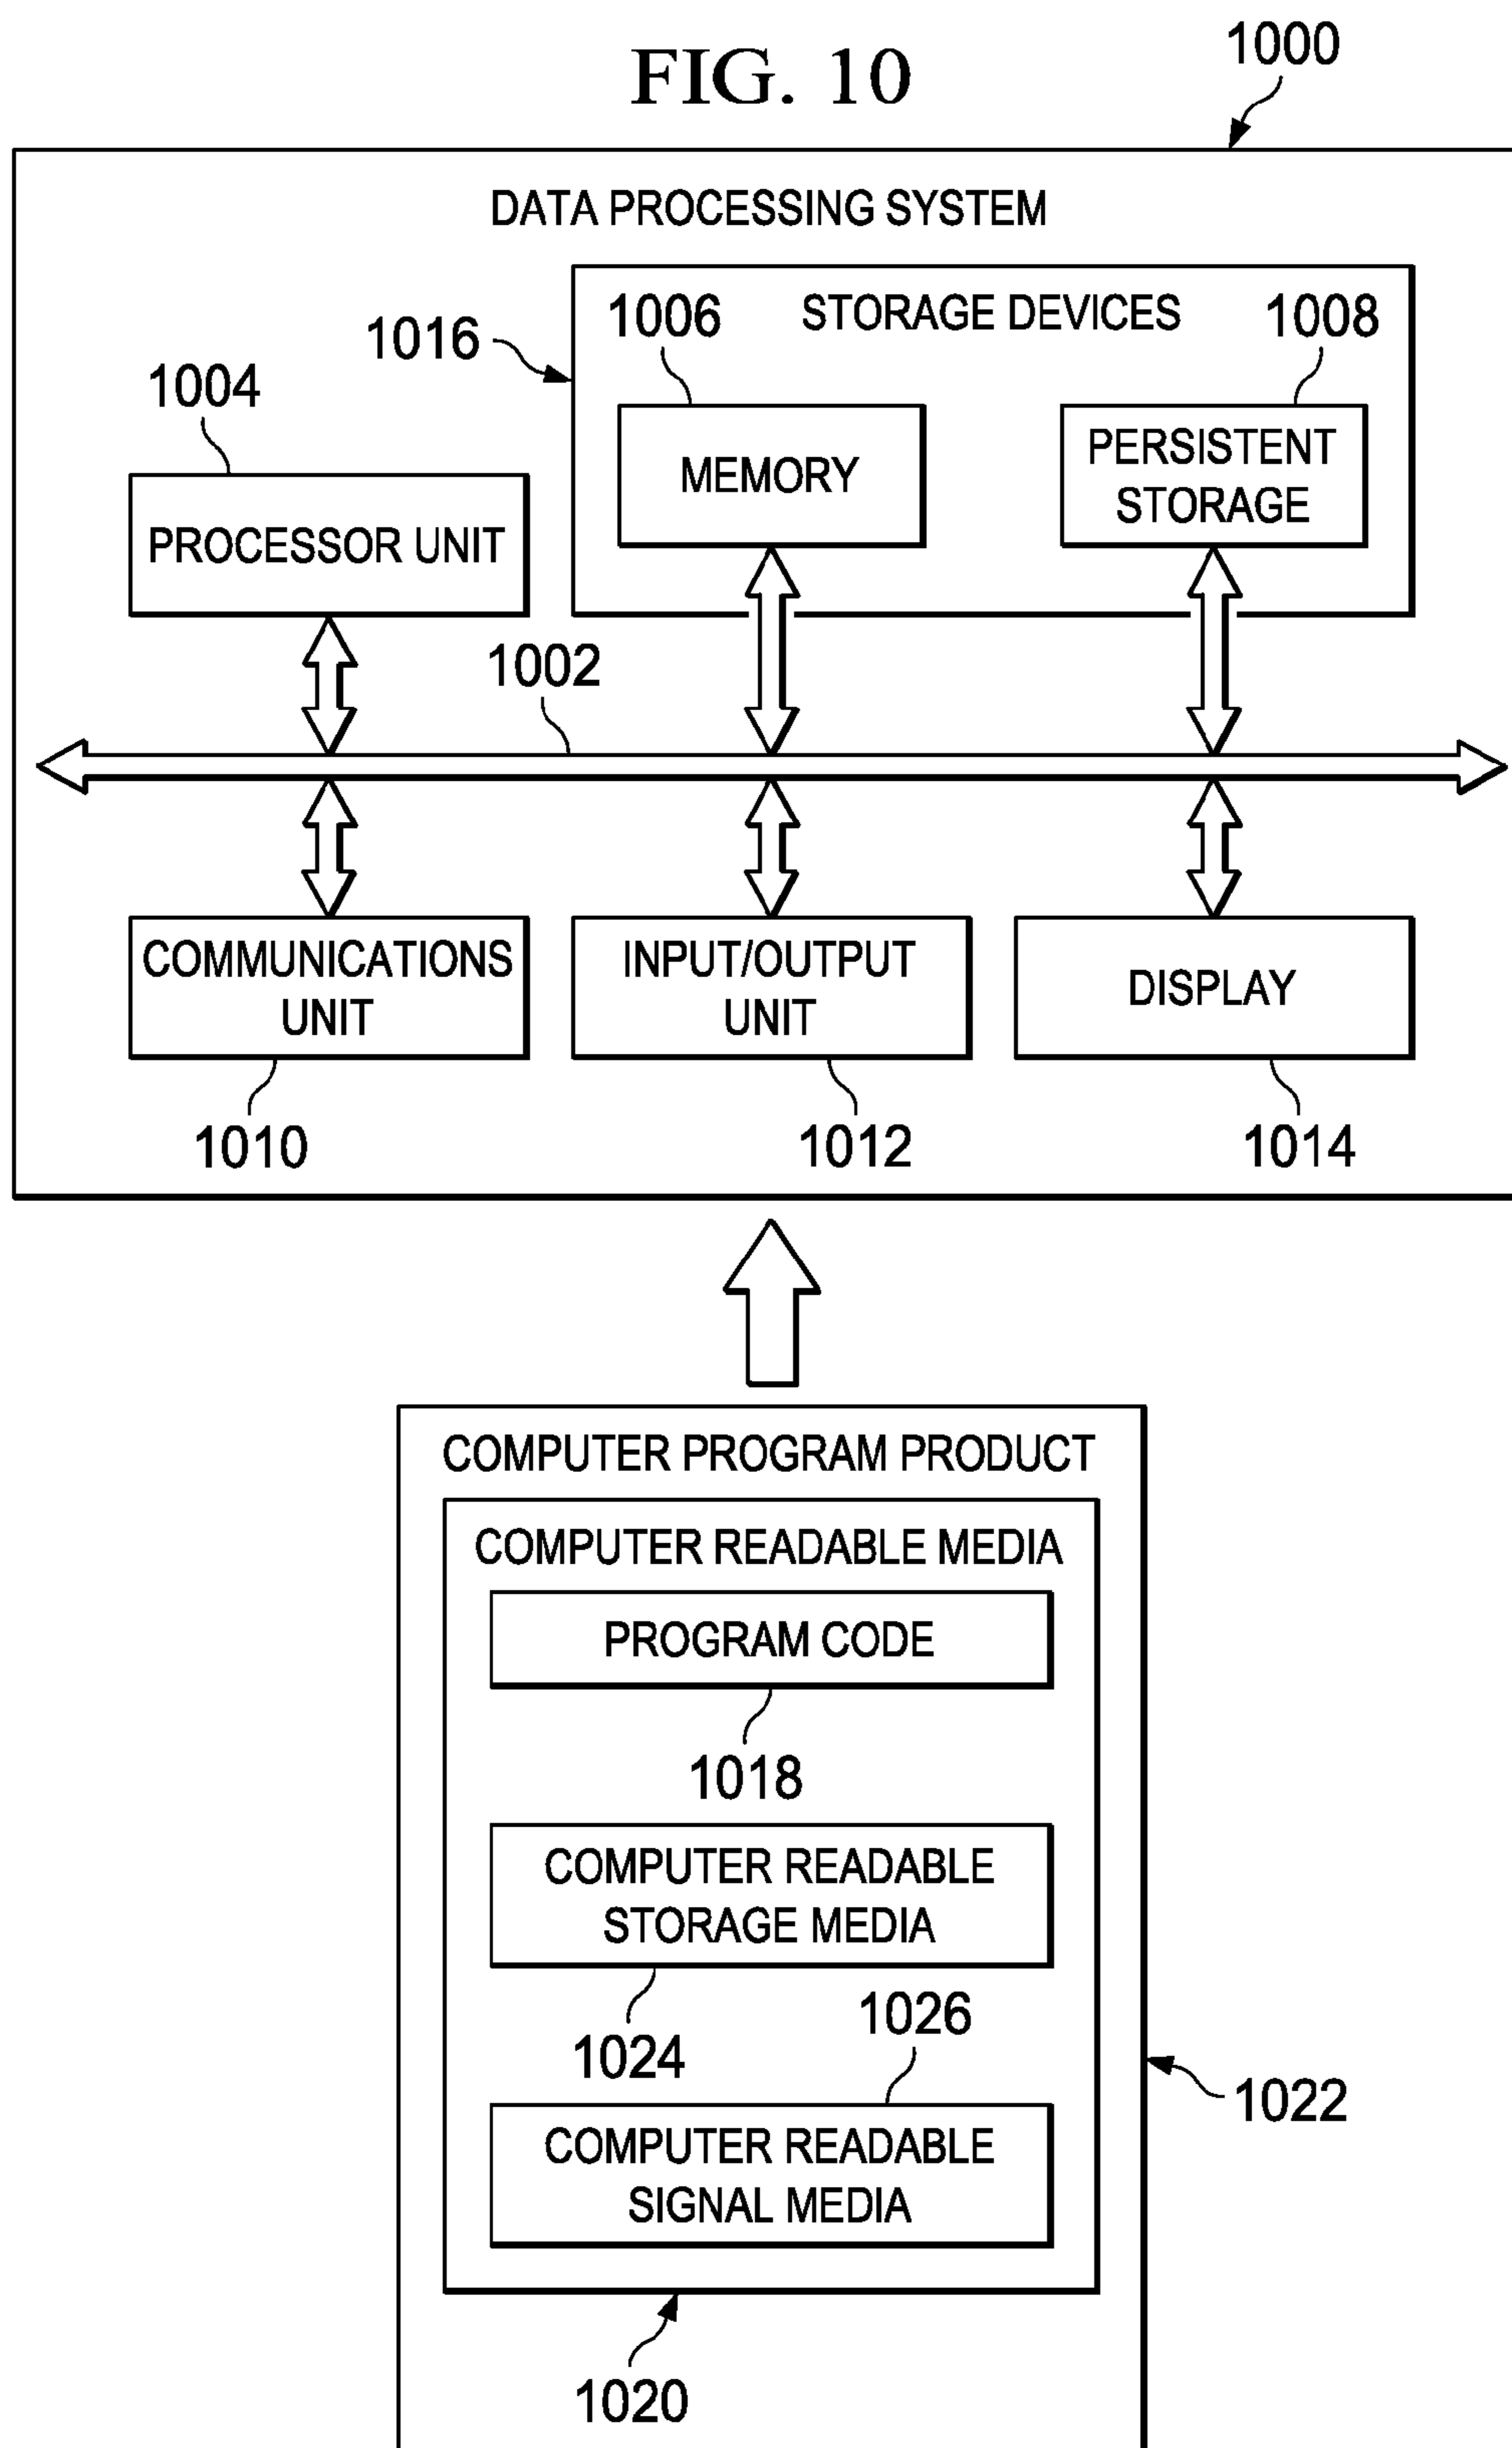 FIG. 10
1000
DATA PROCESSING SYSTEM
STORAGE DEVICES
1016
1006
1008
1004
MEMORY
PERSISTENT
STORAGE
PROCESSOR UNIT
1002
COMMUNICATIONS
UNIT
INPUT/OUTPUT
UNIT
DISPLAY
1010
1012
1014
COMPUTER PROGRAM PRODUCT
COMPUTER READABLE MEDIA
PROGRAM CODE
1018
COMPUTER READABLE
STORAGE MEDIA
1024
1026
1022
COMPUTER READABLE
SIGNAL MEDIA
1020